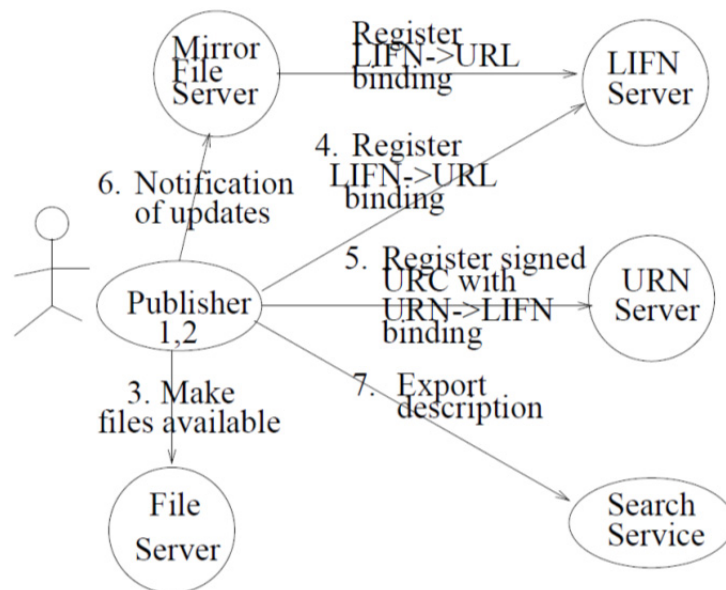 Mirror
File
Server
Register
LIFN->URL
binding
LIFN
Server
4. Register
LIFN->URL
binding
6. Notification
of updates
5. Register signed
URC with
URN->LIFN
binding
URN
Server
Publisher
1,2
3. Make
files available
7. Export
description
File
Server
Search
Service